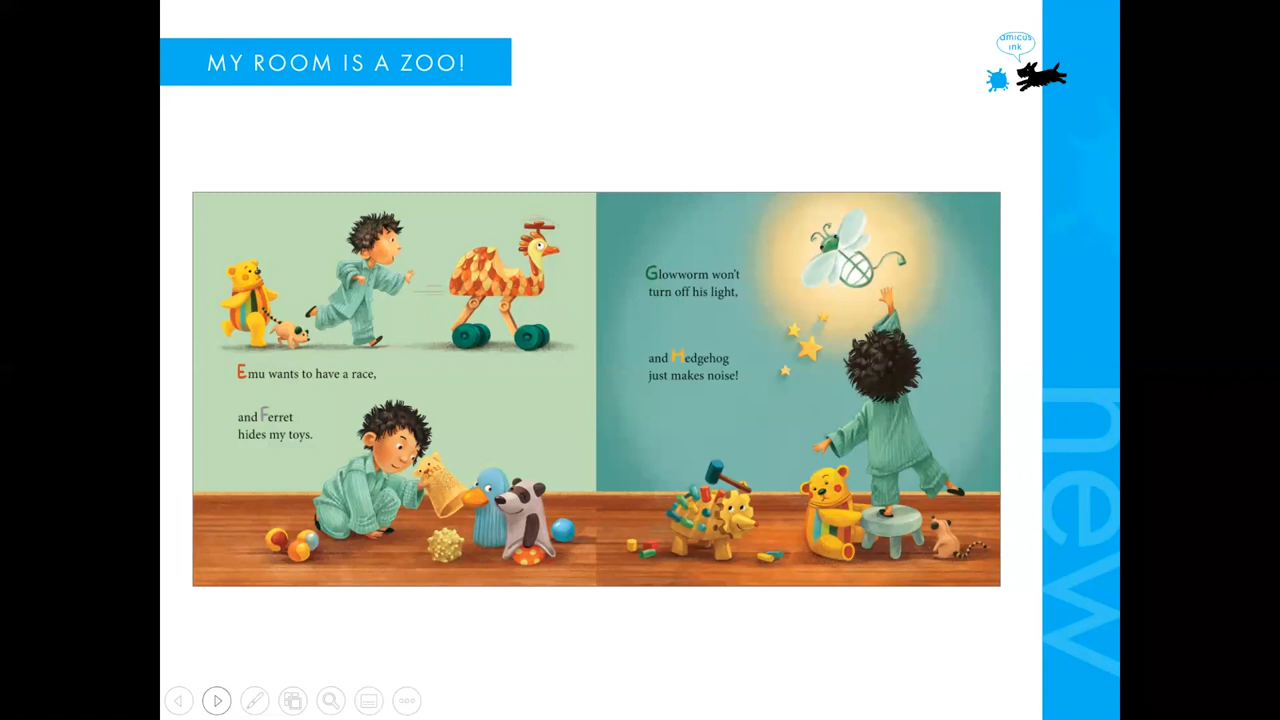 MY ROOM IS A ZOO!
amicus
ink
Emu wants to have a race,
and Ferret
hides my toys.
Glowworm won't
turn off his light,
and Hedgehog
just makes noise!
new